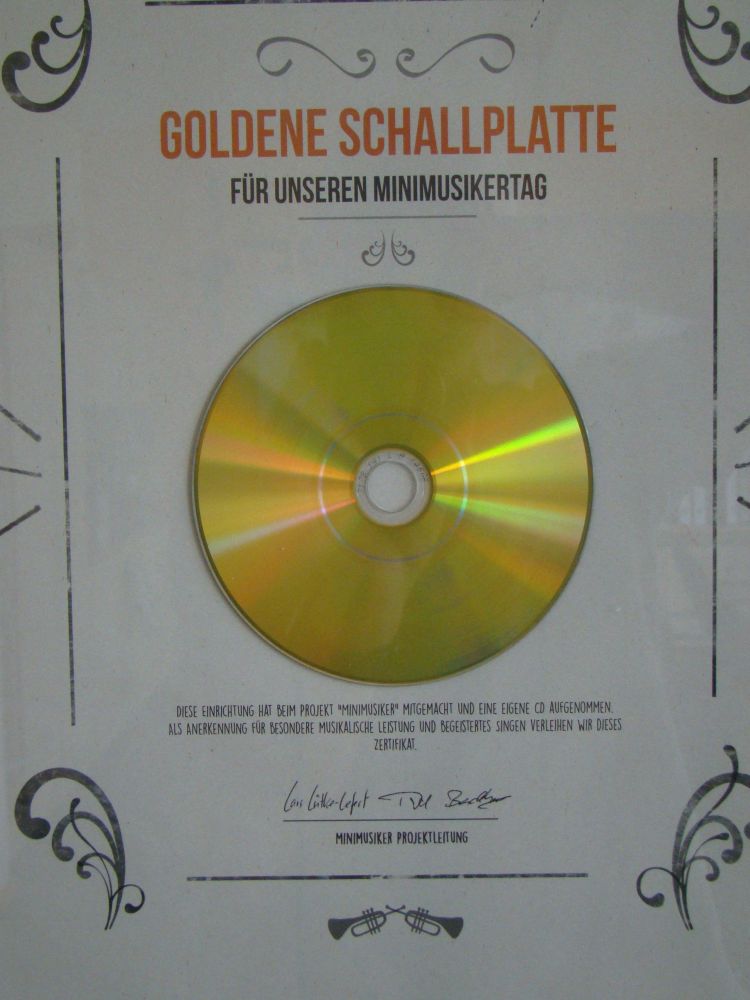 GOLDENE SCHALLPLATTE
FÜR UNSEREN MINIMUSIKERTAG
DIESE EINRICHTUNG HAT BEIM PROJEKT "MINIMUSIKER" MITGEMACHT UND EINE EIGENE CD AUFGENOMMEN.
ALS ANERKENNUNG FÜR BESONDERE MUSIKALISCHE LEISTUNG UND BEGEISTERTES SINGEN VERLEIHEN WIR DIESES
ZERTIFIKAT.
MINIMUSIKER PROJEKTLEITUNG